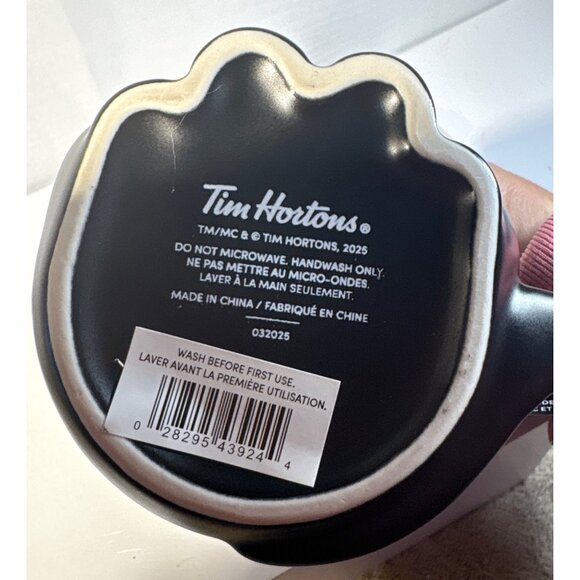 Tim Hortons®
TM/MC & © TIM HORTONS, 2025
DO NOT MICROWAVE. HANDWASH ONLY.
NE PAS METTRE AU MICRO-ONDES.
LAVER À LA MAIN SEULEMENT.
MADE IN CHINA / FABRIQUÉ EN CHINE
032025
WASH BEFORE FIRST USE.
LAVER AVANT LA PREMIÈRE UTILISATION.
0 28295 43924 4